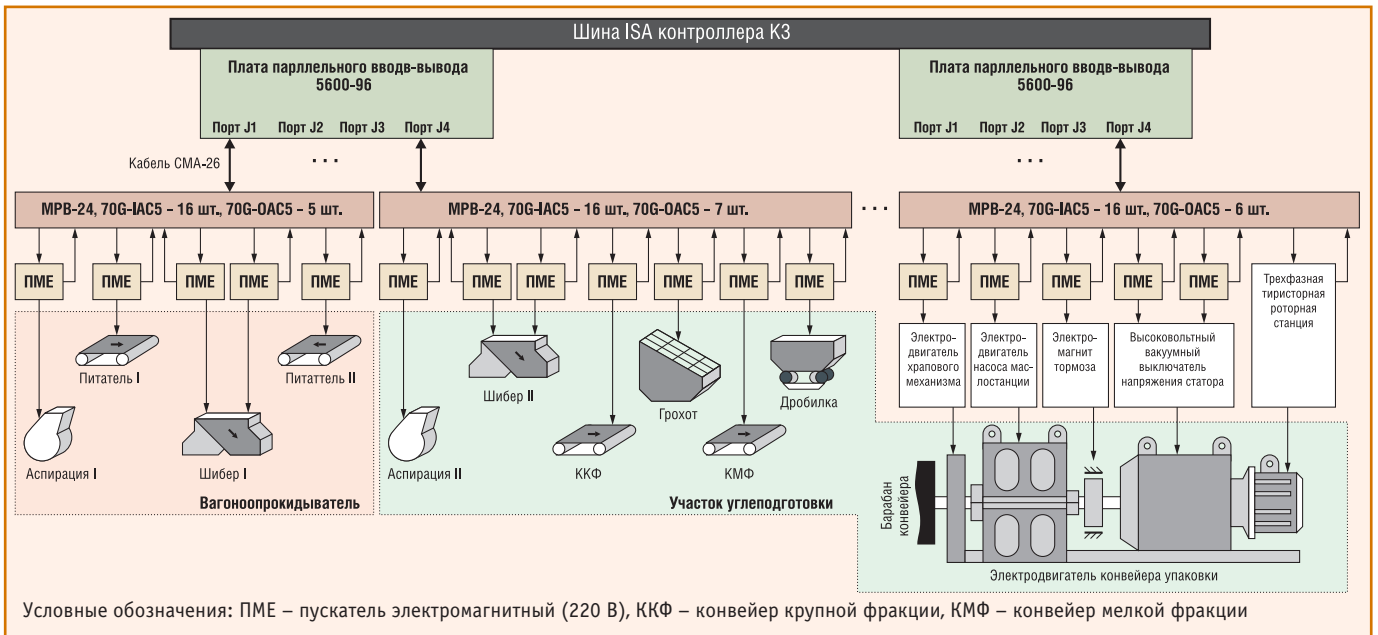 Шина ISA контроллера К3
Плата парллельного вводв-вывода
5600-96
Порт J1 Порт J2 Порт J3 Порт J4
Плата парллельного вводв-вывода
5600-96
Порт J1 Порт J2 Порт J3 Порт J4
Кабель СМА-26
. . .
. . .
МРВ-24, 70G-IAC5 – 16 шт., 70G-OAC5 – 5 шт.
МРВ-24, 70G-IAC5 – 16 шт., 70G-OAC5 – 7 шт.
. . .
МРВ-24, 70G-IAC5 – 16 шт., 70G-OAC5 – 6 шт.
ПМЕ ПМЕ ПМЕ ПМЕ ПМЕ
ПМЕ ПМЕ ПМЕ ПМЕ ПМЕ ПМЕ ПМЕ
ПМЕ ПМЕ ПМЕ ПМЕ ПМЕ
Трехфазная
тиристорная
роторная
станция
Питатель I
Питаттель II
Аспирация I
Шибер I
Вагоноопрокидыватель
Шибер II
Грохот
Дробилка
Аспирация II
ККФ
КМФ
Участок углеподготовки
Электро-
двигатель
храпового
механизма
Электро-
двигатель
насоса мас-
лостанции
Электро-
магнит
тормоза
Высоковольтный
вакуумный
выключатель
напряжения статора
Барабан
конвейера
Электродвигатель конвейера упаковки
Условные обозначения: ПМЕ – пускатель электромагнитный (220 В), ККФ – конвейер крупной фракции, КМФ – конвейер мелкой фракции